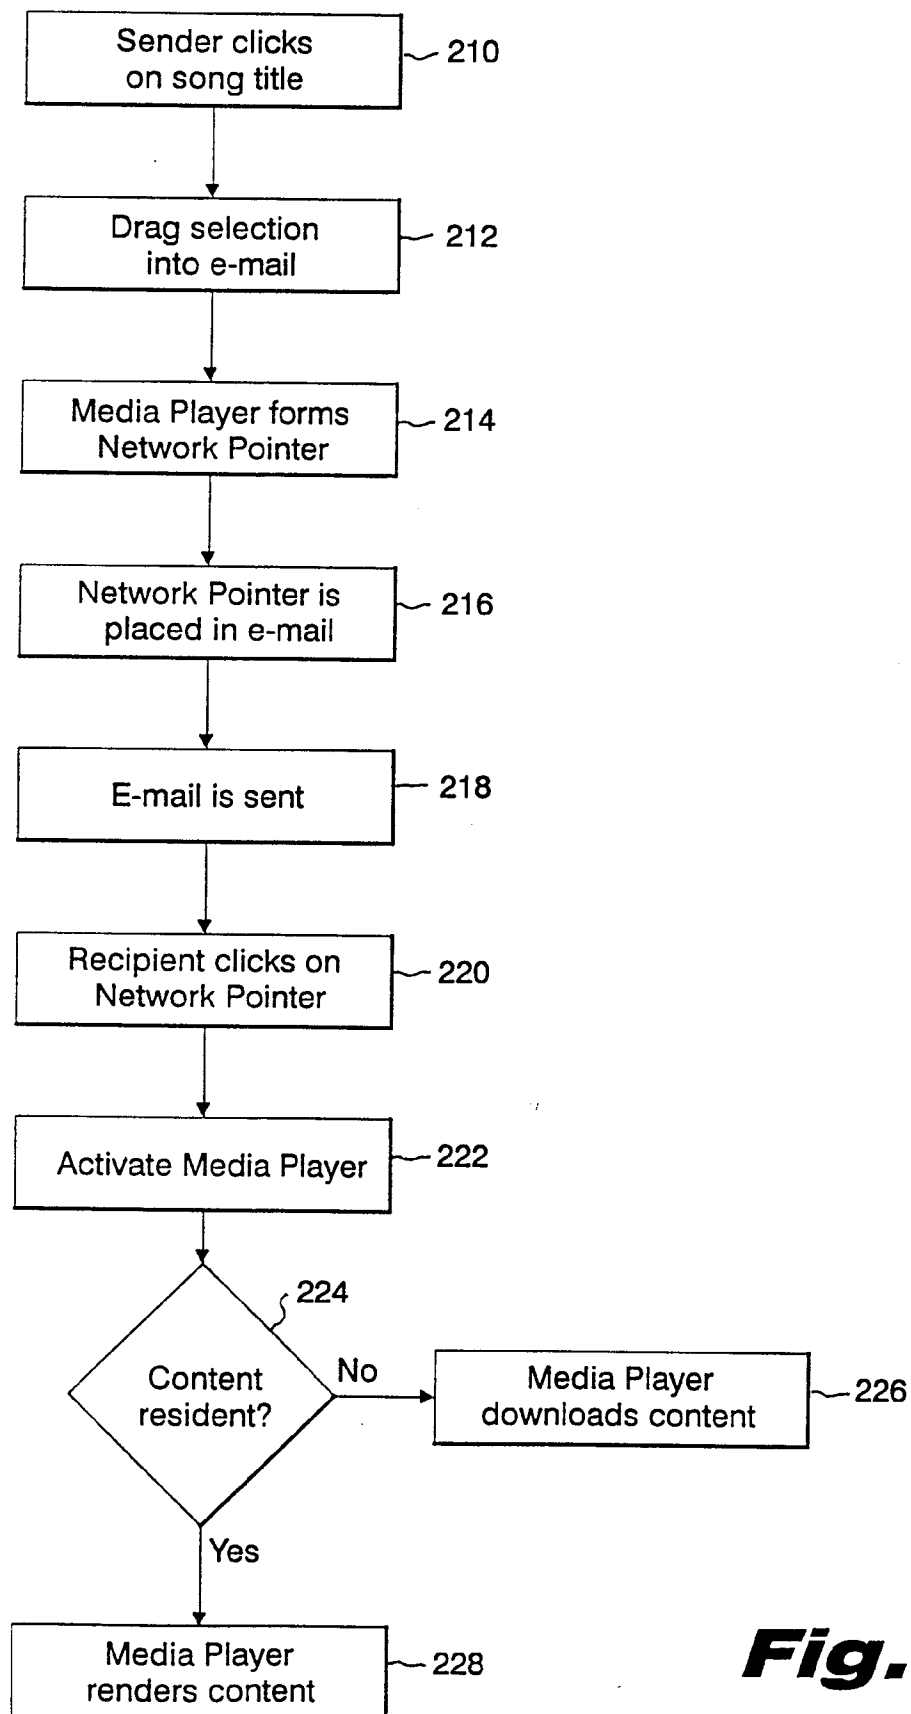 Sender clicks
on song title
210
Drag selection
into e-mail
212
Media Player forms
Network Pointer
214
Network Pointer is
placed in e-mail
216
E-mail is sent
218
Recipient clicks on
Network Pointer
220
Activate Media Player
222
224
Content
resident?
No
Media Player
downloads content
226
Yes
Media Player
renders content
228
Fig.